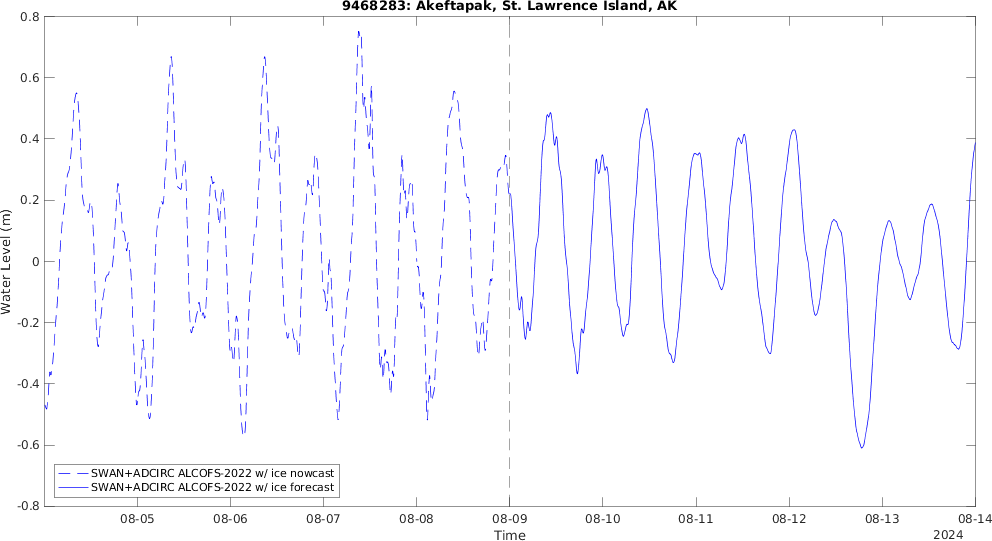 9468283: Akeftapak, St. Lawrence Island, AK
0.8
0.6
0.4
0.2
0
-0.2
-0.4
-0.6
-0.8
Water Level (m)
SWAN+ADCIRC ALCOFS-2022 w/ ice nowcast
SWAN+ADCIRC ALCOFS-2022 w/ ice forecast
08-05 08-06 08-07 08-08 08-09 08-10 08-11 08-12 08-13 08-14
Time
2024